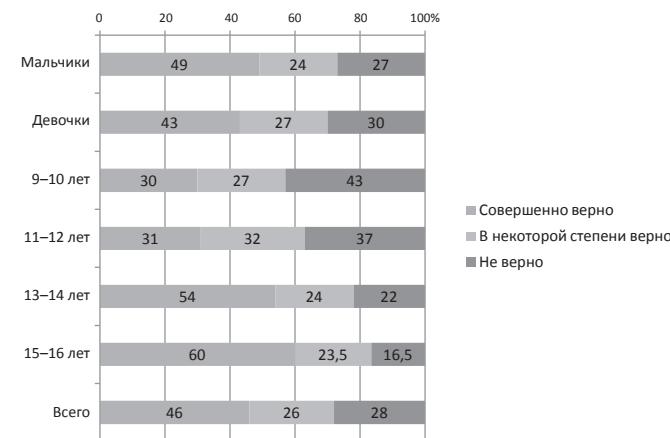 0 20 40 60 80 100%
Мальчики 49 24 27
Девочки 43 27 30
9–10 лет 30 27 43
11–12 лет 31 32 37
13–14 лет 54 24 22
15–16 лет 60 23,5 16,5
Всего 46 26 28
Совершенно верно
В некоторой степени верно
Не верно